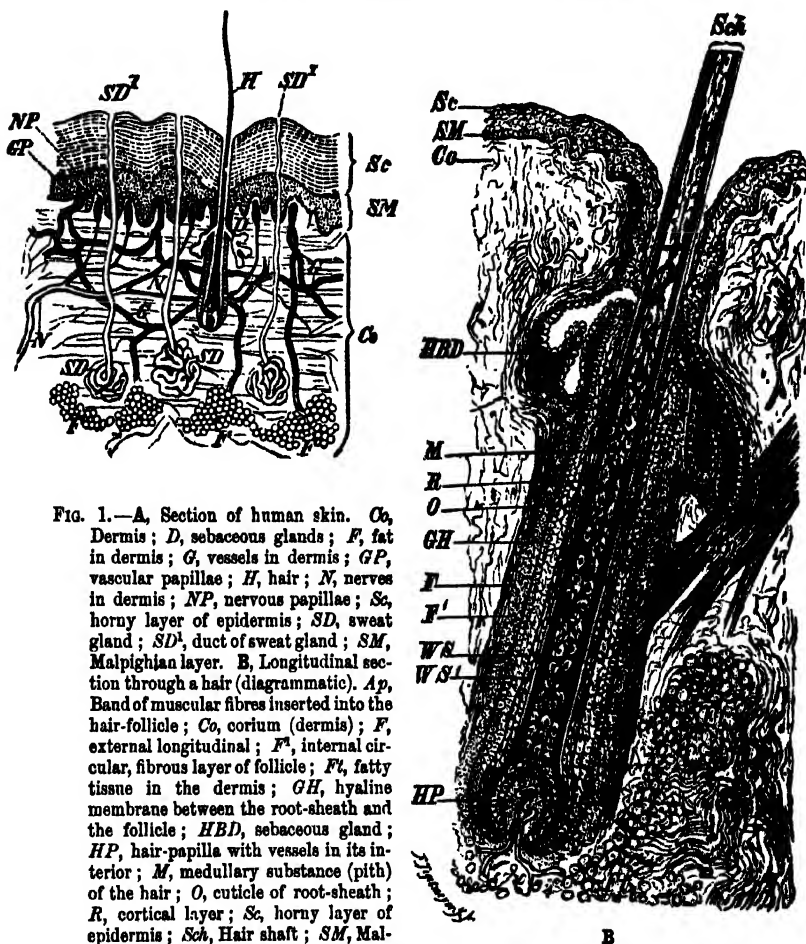 SD¹
H
SD¹
NP
GP
Sc
SM
Co
N
SD
SD
F
F
F
FIG. 1.—A, Section of human skin. Co,
Dermis; D, sebaceous glands; F, fat
in dermis; G, vessels in dermis; GP,
vascular papillae; H, hair; N, nerves
in dermis; NP, nervous papillae; Sc,
horny layer of epidermis; SD, sweat
gland; SD¹, duct of sweat gland; SM,
Malpighian layer. B, Longitudinal sec-
tion through a hair (diagrammatic). Ap,
Band of muscular fibres inserted into the
hair-follicle; Co, corium (dermis); F,
external longitudinal; F¹, internal cir-
cular, fibrous layer of follicle; Ft, fatty
tissue in the dermis; GH, hyaline
membrane between the root-sheath and
the follicle; HBD, sebaceous gland;
HP, hair-papilla with vessels in its in-
terior; M, medullary substance (pith)
of the hair; O, cuticle of root-sheath;
R, cortical layer; Sc, horny layer of
epidermis; Sch, Hair shaft; SM, Mal-
Sch
Sc
SM
Co
HBD
M
R
O
GH
F
F¹
WS
WS¹
HP
B